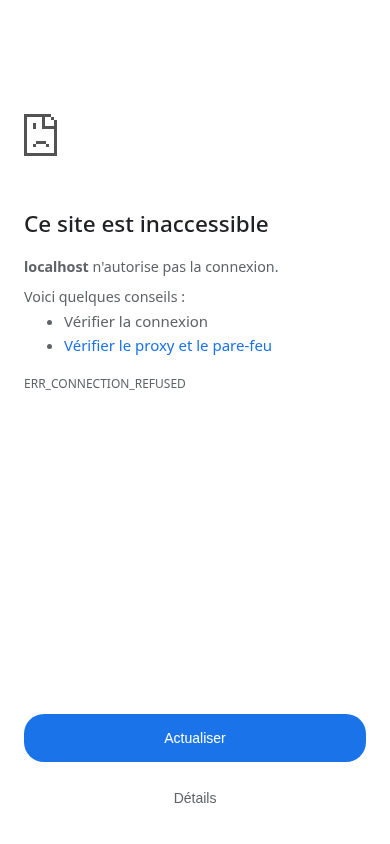 Ce site est inaccessible
localhost n'autorise pas la connexion.
Voici quelques conseils :
Vérifier la connexion
Vérifier le proxy et le pare-feu
ERR_CONNECTION_REFUSED
Actualiser
Détails